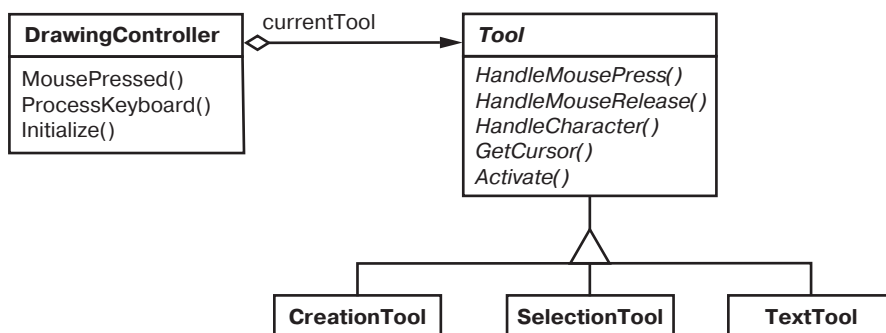 DrawingController
MousePressed()
ProcessKeyboard()
Initialize()
currentTool
Tool
HandleMousePress()
HandleMouseRelease()
HandleCharacter()
GetCursor()
Activate()
CreationTool
SelectionTool
TextTool